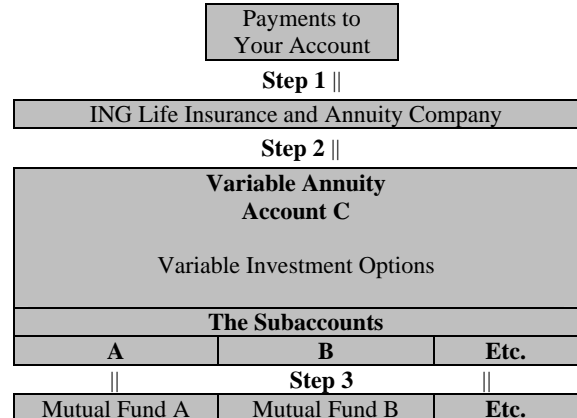 Payments to
Your Account
Step 1 ||
ING Life Insurance and Annuity Company
Step 2 ||
Variable Annuity
Account C
Variable Investment Options
The Subaccounts
A B Etc.
|| Step 3 ||
Mutual Fund A Mutual Fund B Etc.